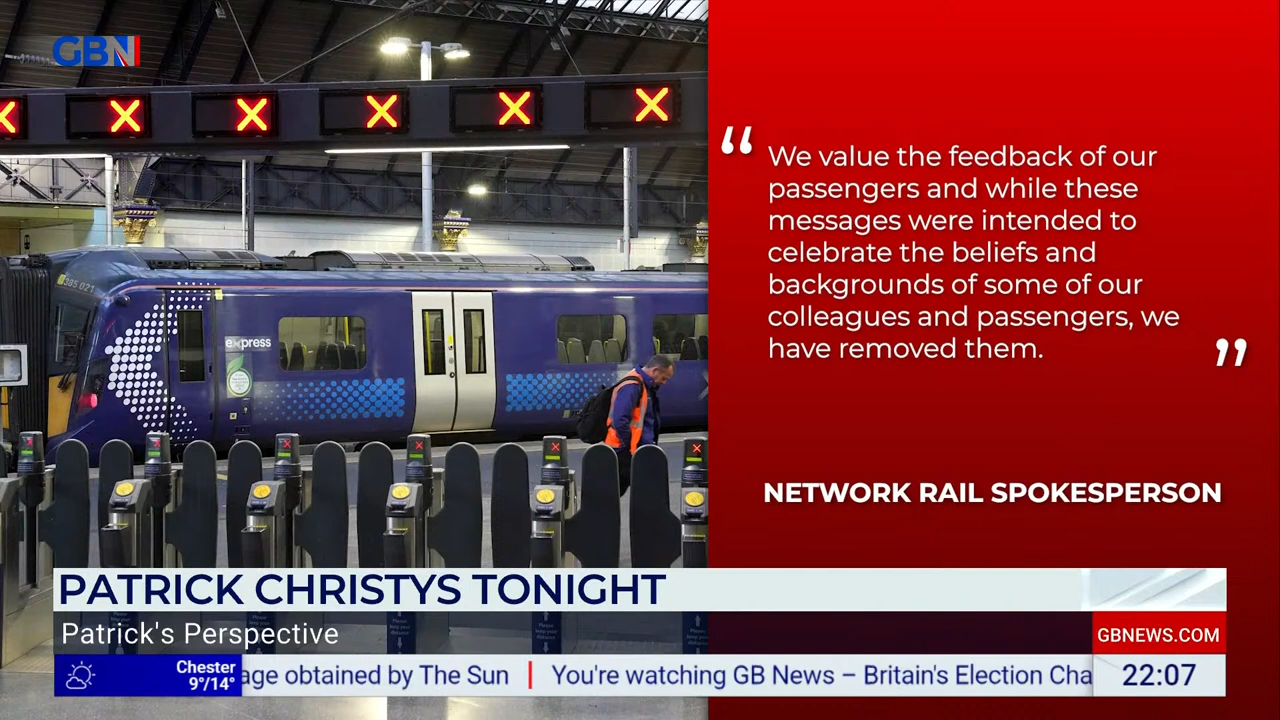 GBN
We value the feedback of our
passengers and while these
messages were intended to
celebrate the beliefs and
backgrounds of some of our
colleagues and passengers, we
have removed them.
NETWORK RAIL SPOKESPERSON
385 021
express
PATRICK CHRISTYS TONIGHT
Patrick's Perspective
GBNEWS.COM
Chester
9°/14°
age obtained by The Sun | You're watching GB News – Britain's Election Cha
22:07